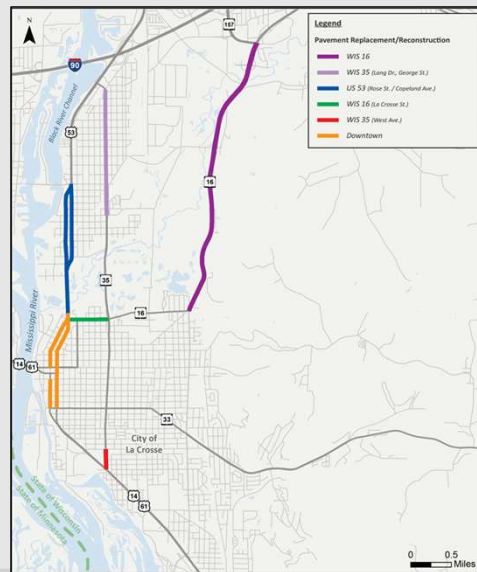 N
Legend
Pavement Replacement/Reconstruction
WIS 16
WIS 35 (Lang Dr., George St.)
US 53 (Rose St. / Copeland Ave.)
WIS 16 (La Crosse St.)
WIS 35 (West Ave.)
Downtown
157
90
Black River Channel
53
16
35
16
Mississippi River
14
61
33
City of
La Crosse
14
61
State of Wisconsin
State of Minnesota
0 0.5
Miles